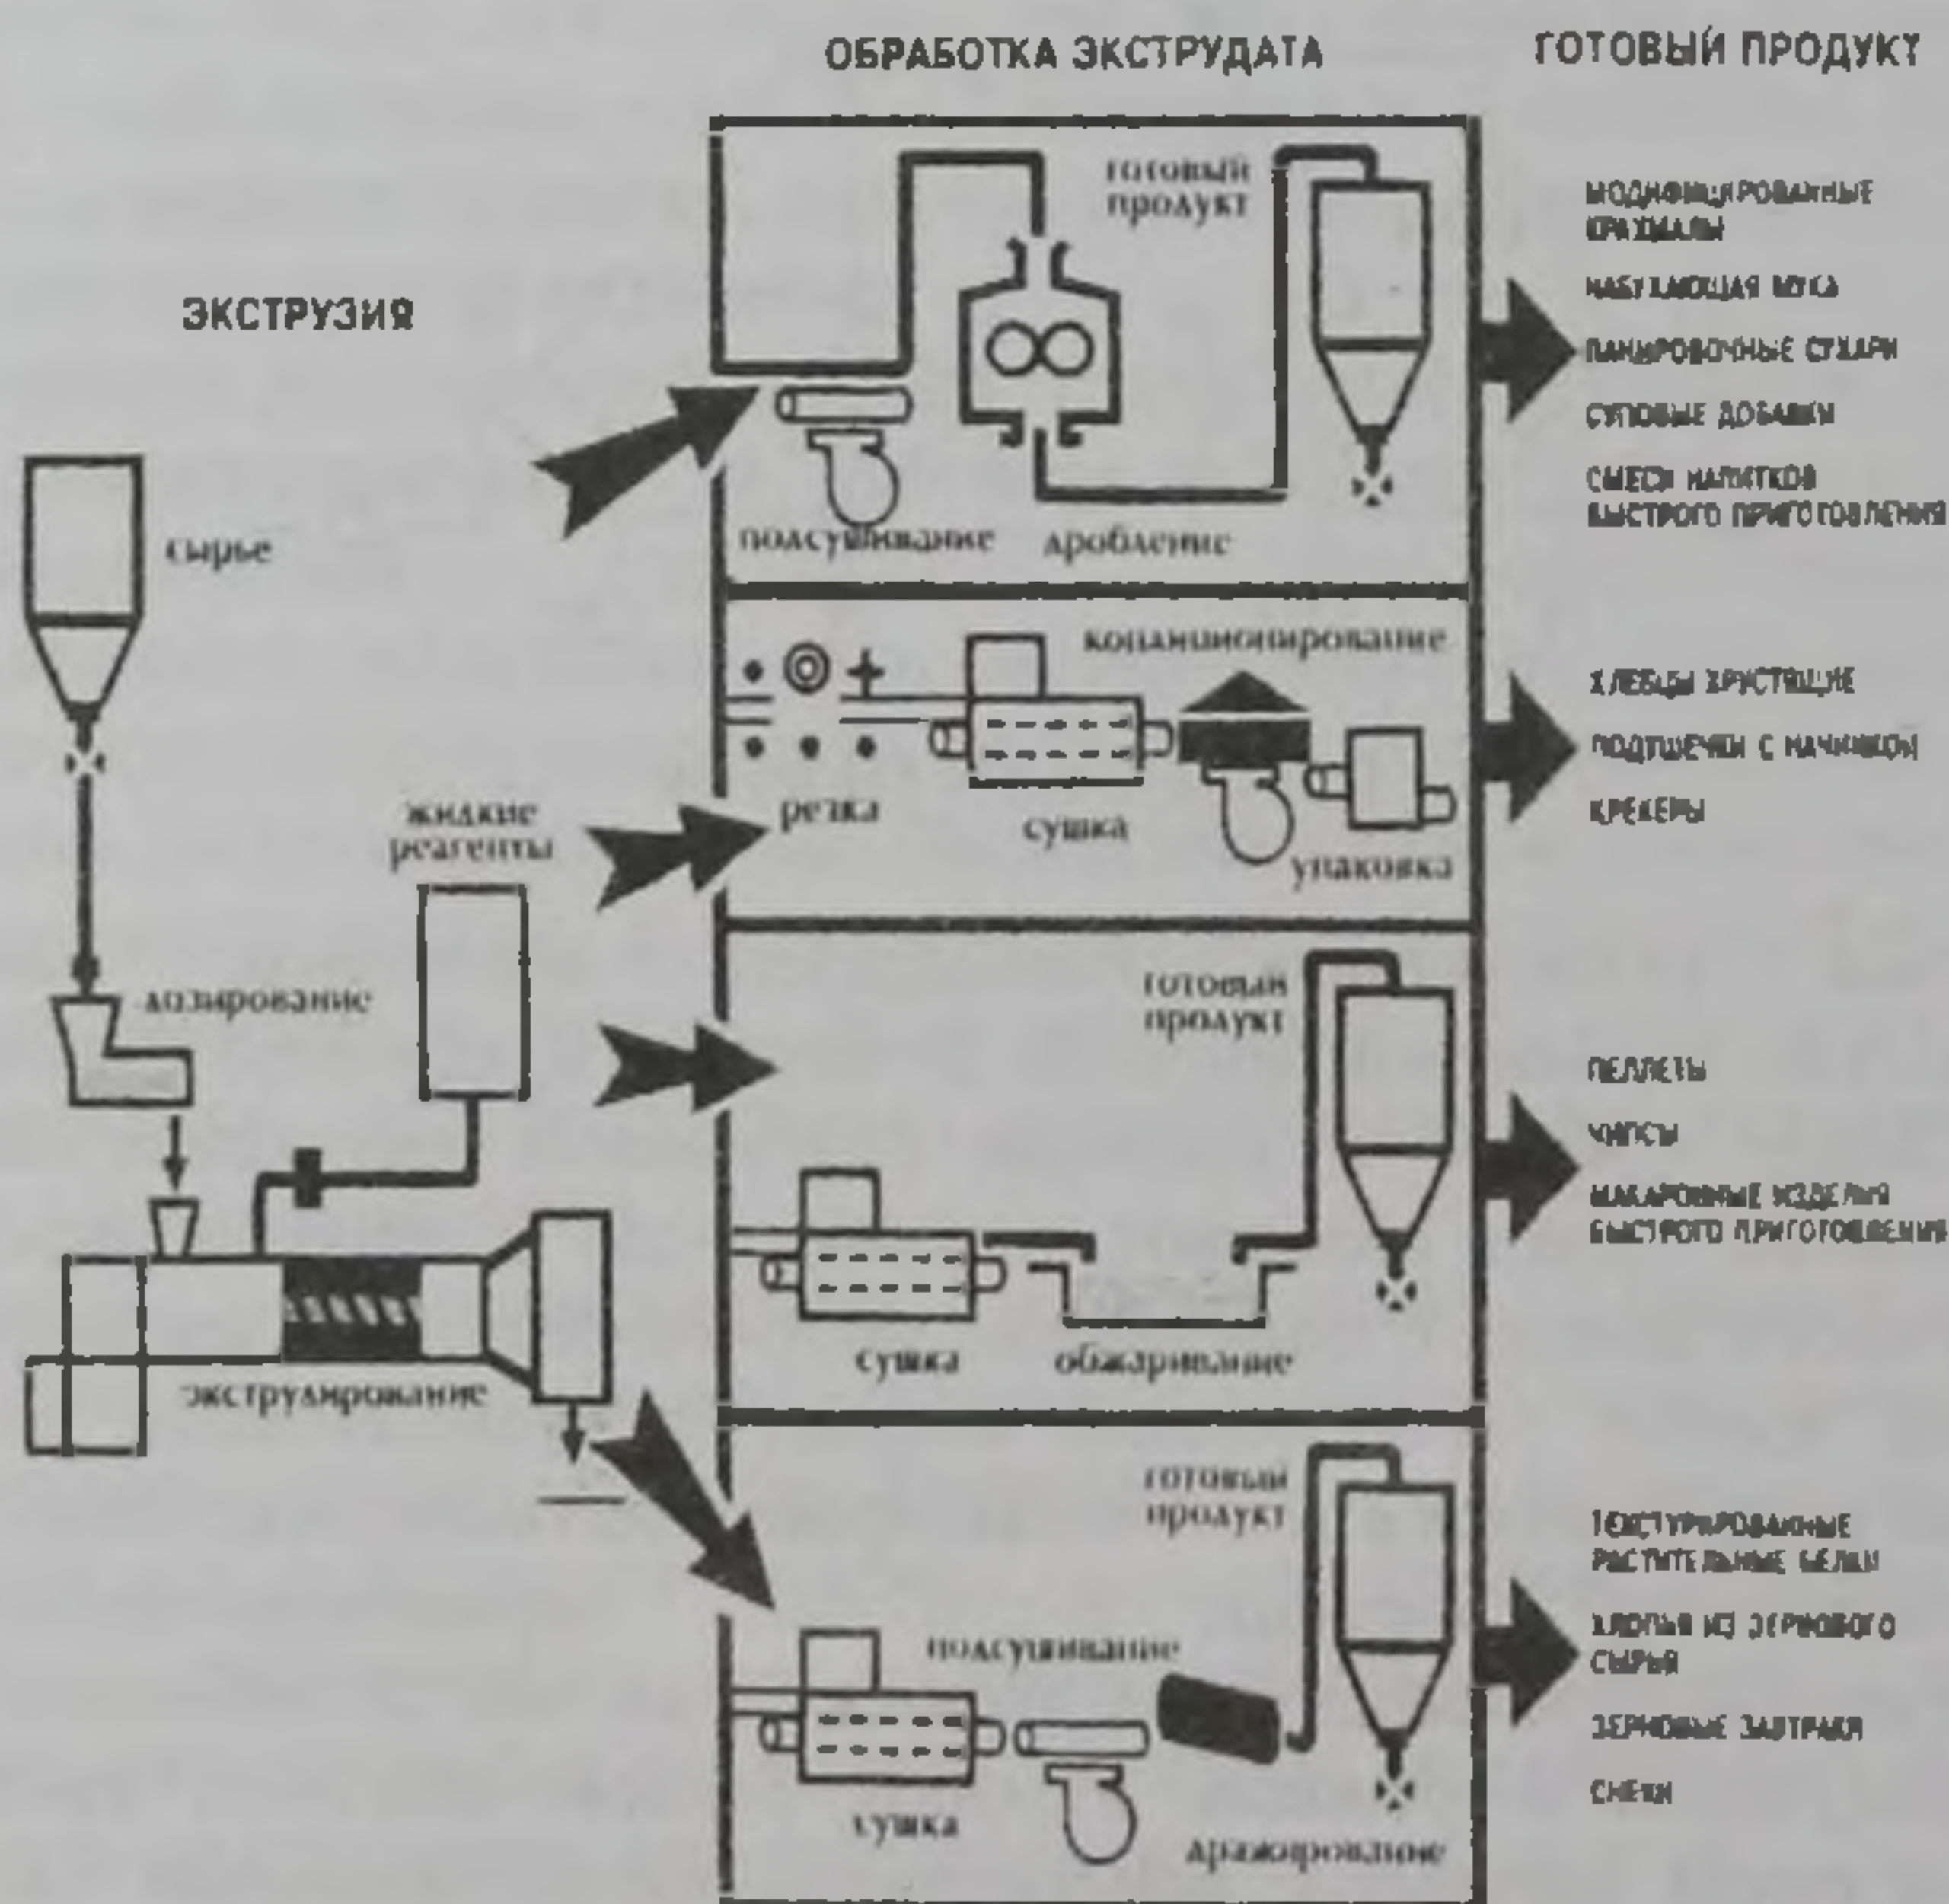 ОБРАБОТКА ЭКСТРУДАТА
ГОТОВЫЙ ПРОДУКТ
ЭКСТРУЗИЯ
сырье
дозирование
жидкие
реагенты
экструдирование
готовый
продукт
подсушивание
дробление
МОДИФИЦИРОВАННЫЕ
КРАХМАЛЫ
НАБУХАЮЩАЯ МУКА
ПАНИРОВОЧНЫЕ СУХАРИ
СУПОВЫЕ ДОБАВКИ
СМЕСИ НАПИТКОВ
БЫСТРОГО ПРИГОТОВЛЕНИЯ
кондиционирование
резка
сушка
упаковка
ХЛЕБЦЫ ХРУСТЯЩИЕ
ПОДУШЕЧКИ С НАЧИНКОЙ
КРЕКЕРЫ
готовый
продукт
сушка
обжаривание
ПЕЛЛЕТЫ
ЧИПСЫ
МАКАРОННЫЕ ИЗДЕЛИЯ
БЫСТРОГО ПРИГОТОВЛЕНИЯ
готовый
продукт
подсушивание
сушка
дражирование
ТЕКСТУРИРОВАННЫЕ
РАСТИТЕЛЬНЫЕ БЕЛКИ
ХЛОПЬЯ ИЗ ЗЕРНОВОГО
СЫРЬЯ
ЗЕРНОВЫЕ ЗАВТРАКИ
СНЕКИ